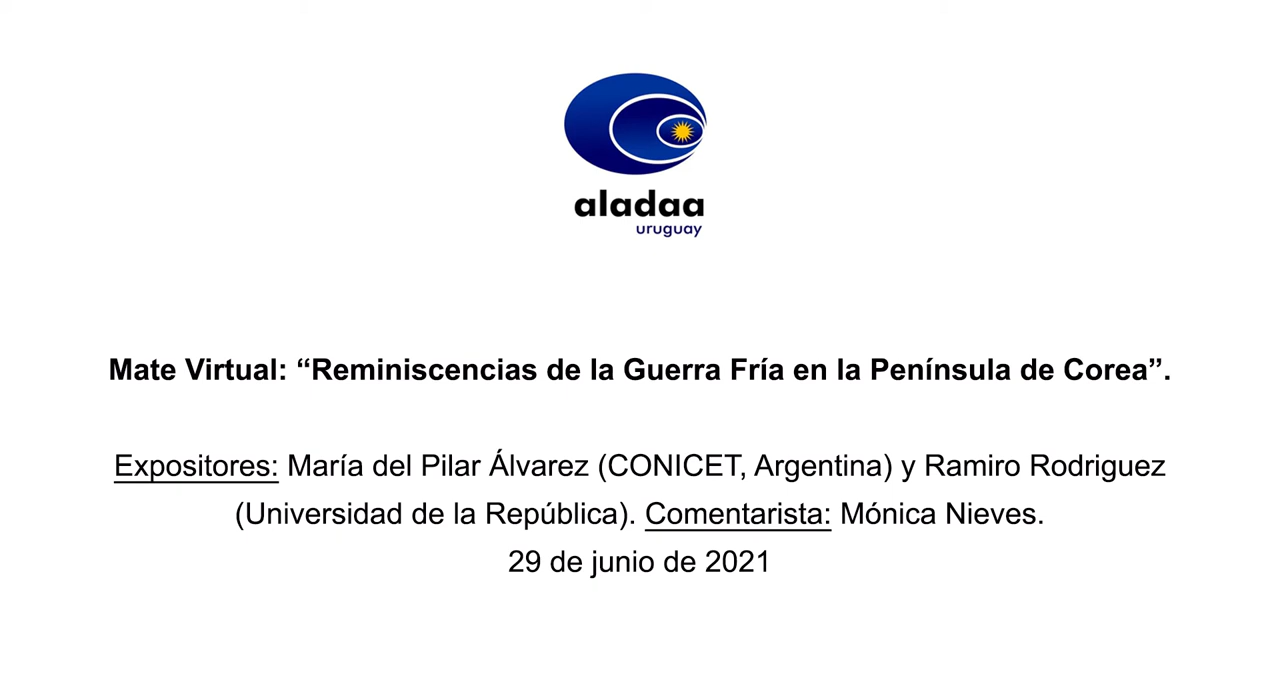 aladaa
uruguay
Mate Virtual: “Reminiscencias de la Guerra Fría en la Península de Corea”.
Expositores: María del Pilar Álvarez (CONICET, Argentina) y Ramiro Rodriguez
(Universidad de la República). Comentarista: Mónica Nieves.
29 de junio de 2021